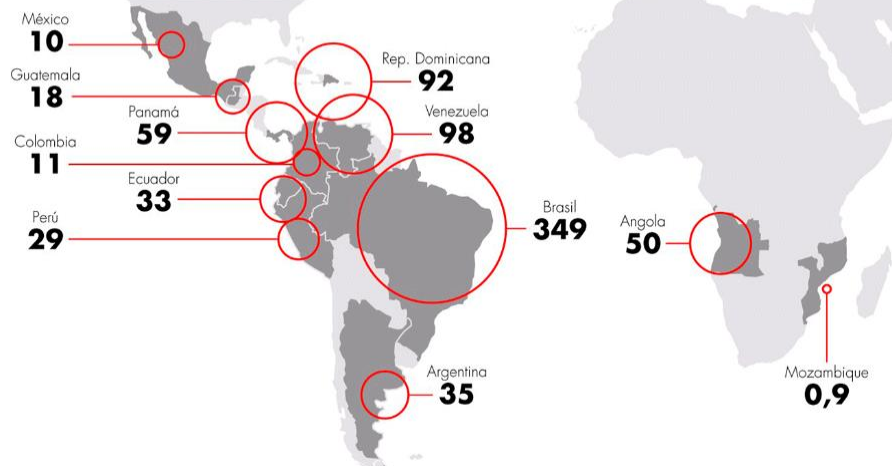 México
10
Guatemala
18
Panamá
59
Colombia
11
Ecuador
33
Perú
29
Rep. Dominicana
92
Venezuela
98
Brasil
349
Argentina
35
Angola
50
Mozambique
0,9